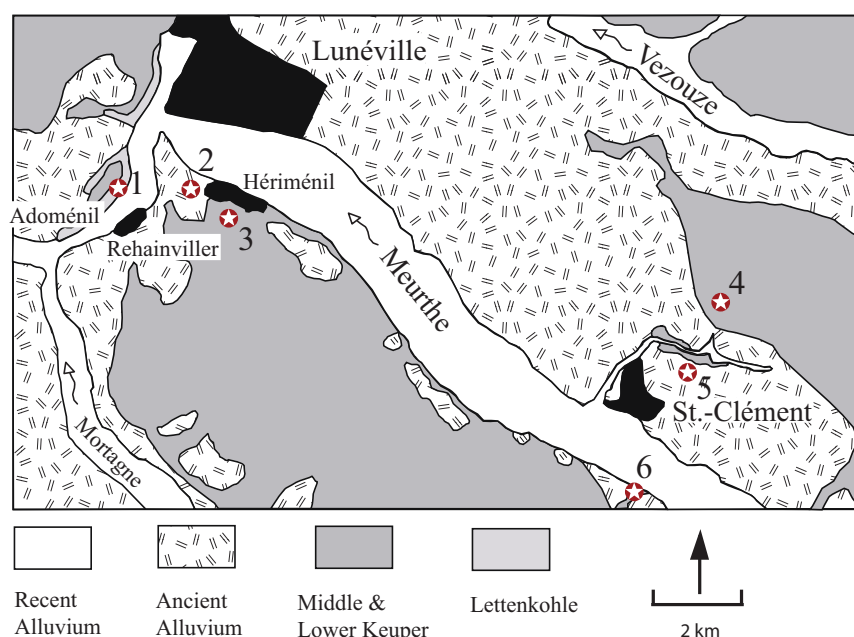 Lunéville
Vezouze
1
2
Hériménil
Adoménil
Rehainviller
3
Meurthe
4
5
St.-Clément
Mortagne
6
Recent
Alluvium
Ancient
Alluvium
Middle &
Lower Keuper
Lettenkohle
2 km